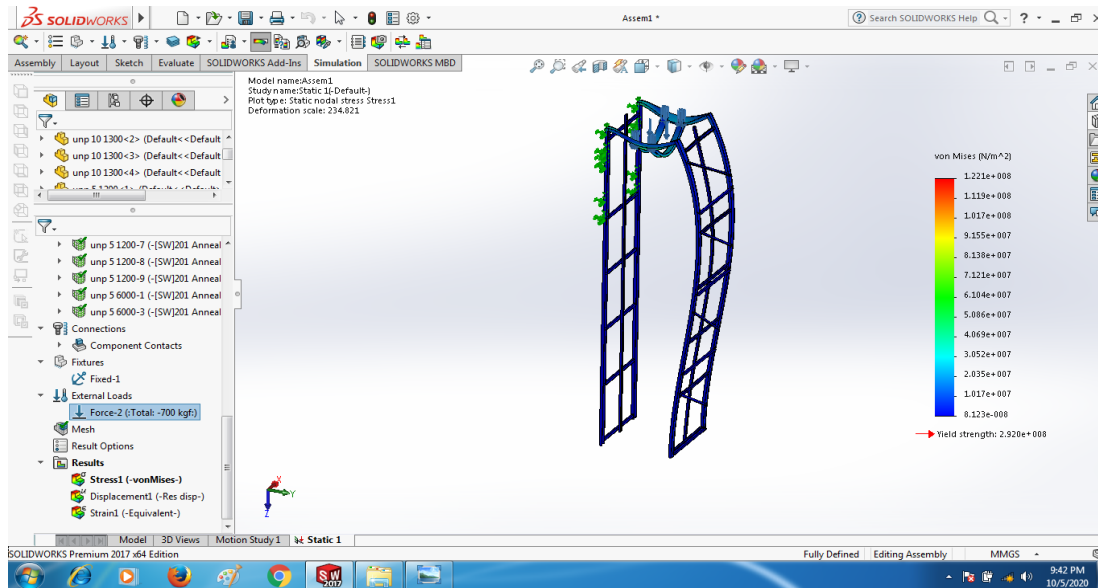 SOLIDWORKS
Assem1 *
Search SOLIDWORKS Help
?
Assembly
Layout
Sketch
Evaluate
SOLIDWORKS Add-Ins
Simulation
SOLIDWORKS MBD
Model name:Assem1
Study name:Static 1(-Default-)
Plot type: Static nodal stress Stress1
Deformation scale: 234.821
unp 10 1300<2> (Default<<Default
unp 10 1300<3> (Default<<Default
unp 10 1300<4> (Default<<Default
unp 5 1200-7 (-[SW]201 Anneal
unp 5 1200-8 (-[SW]201 Anneal
unp 5 1200-9 (-[SW]201 Anneal
unp 5 6000-1 (-[SW]201 Anneal
unp 5 6000-3 (-[SW]201 Anneal
Connections
Component Contacts
Fixtures
Fixed-1
External Loads
Force-2 (:Total: -700 kgf:)
Mesh
Result Options
Results
Stress1 (-vonMises-)
Displacement1 (-Res disp-)
Strain1 (-Equivalent-)
von Mises (N/m^2)
1.221e+008
1.119e+008
1.017e+008
9.155e+007
8.138e+007
7.121e+007
6.104e+007
5.086e+007
4.069e+007
3.052e+007
2.035e+007
1.017e+007
8.123e-008
Yield strength: 2.920e+008
X
Y
Z
Model
3D Views
Motion Study 1
Static 1
SOLIDWORKS Premium 2017 x64 Edition
Fully Defined
Editing Assembly
MMGS
SW
2017
9:42 PM
10/5/2020